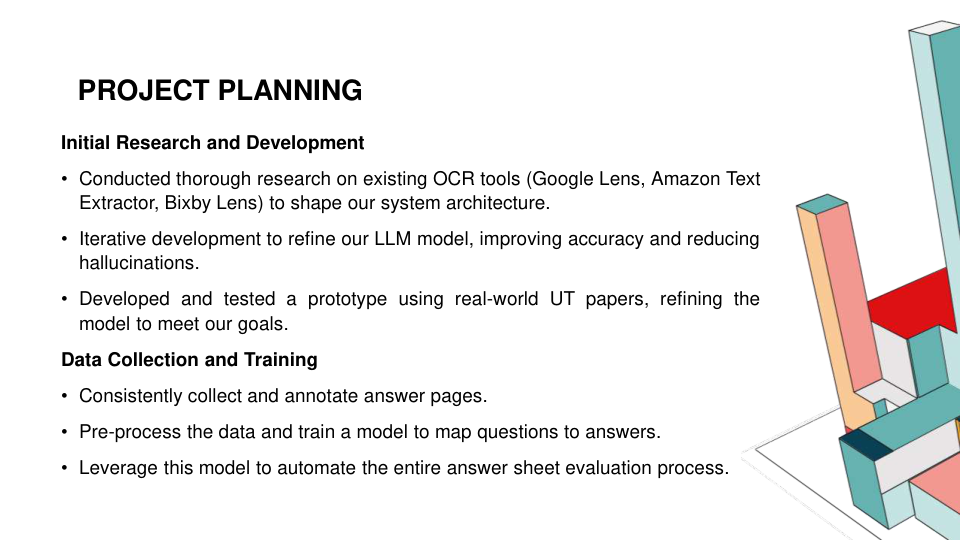 PROJECT PLANNING
Initial Research and Development
• Conducted thorough research on existing OCR tools (Google Lens, Amazon Text
Extractor, Bixby Lens) to shape our system architecture.
• Iterative development to refine our LLM model, improving accuracy and reducing
hallucinations.
• Developed and tested a prototype using real-world UT papers, refining the
model to meet our goals.
Data Collection and Training
• Consistently collect and annotate answer pages.
• Pre-process the data and train a model to map questions to answers.
• Leverage this model to automate the entire answer sheet evaluation process.